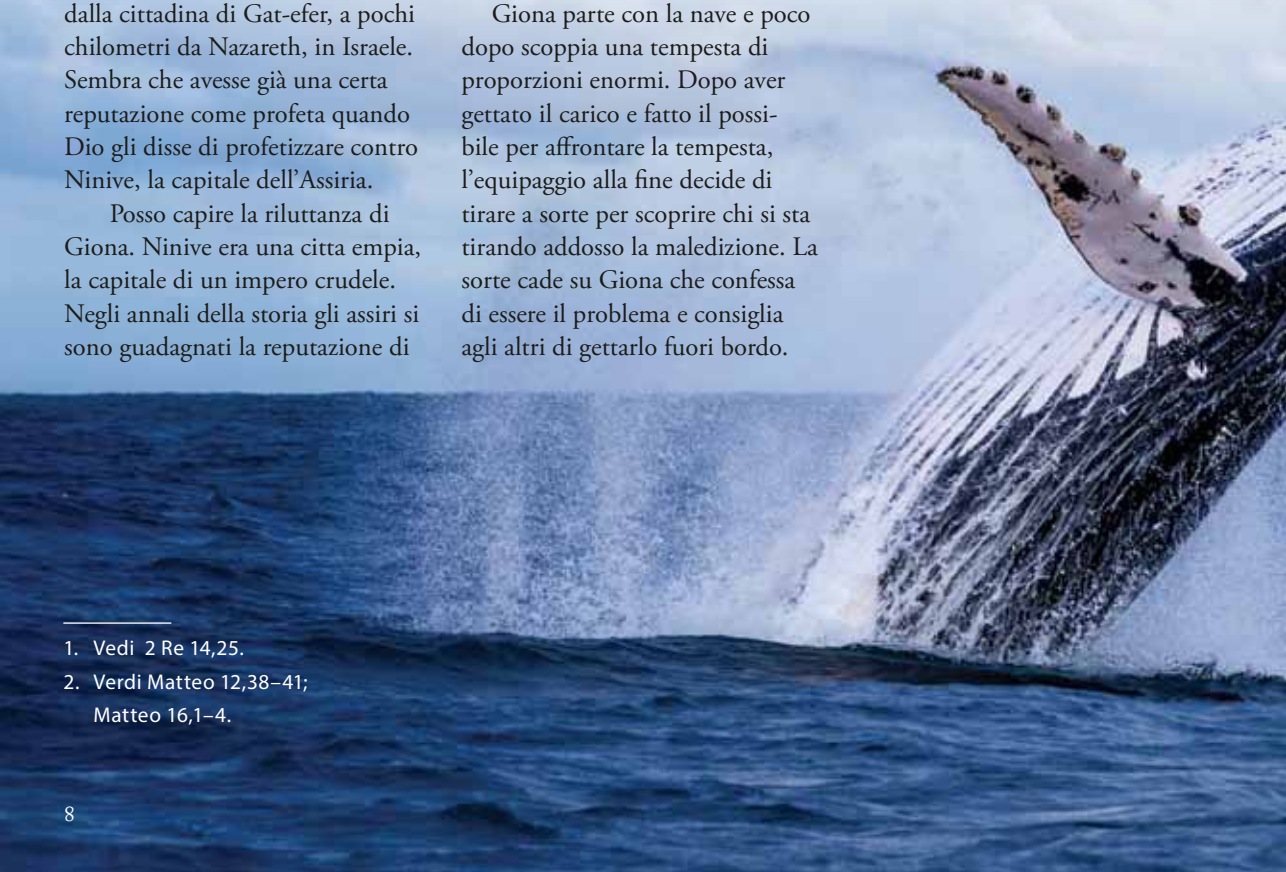 dalla cittadina di Gat-efer, a pochi
chilometri da Nazareth, in Israele.
Sembra che avesse già una certa
reputazione come profeta quando
Dio gli disse di profetizzare contro
Ninive, la capitale dell'Assiria.
Posso capire la riluttanza di
Giona. Ninive era una citta empia,
la capitale di un impero crudele.
Negli annali della storia gli assiri si
sono guadagnati la reputazione di
Giona parte con la nave e poco
dopo scoppia una tempesta di
proporzioni enormi. Dopo aver
gettato il carico e fatto il possi-
bile per affrontare la tempesta,
l'equipaggio alla fine decide di
tirare a sorte per scoprire chi si sta
tirando addosso la maledizione. La
sorte cade su Giona che confessa
di essere il problema e consiglia
agli altri di gettarlo fuori bordo.
1. Vedi 2 Re 14,25.
2. Verdi Matteo 12,38–41;
Matteo 16,1–4.
8